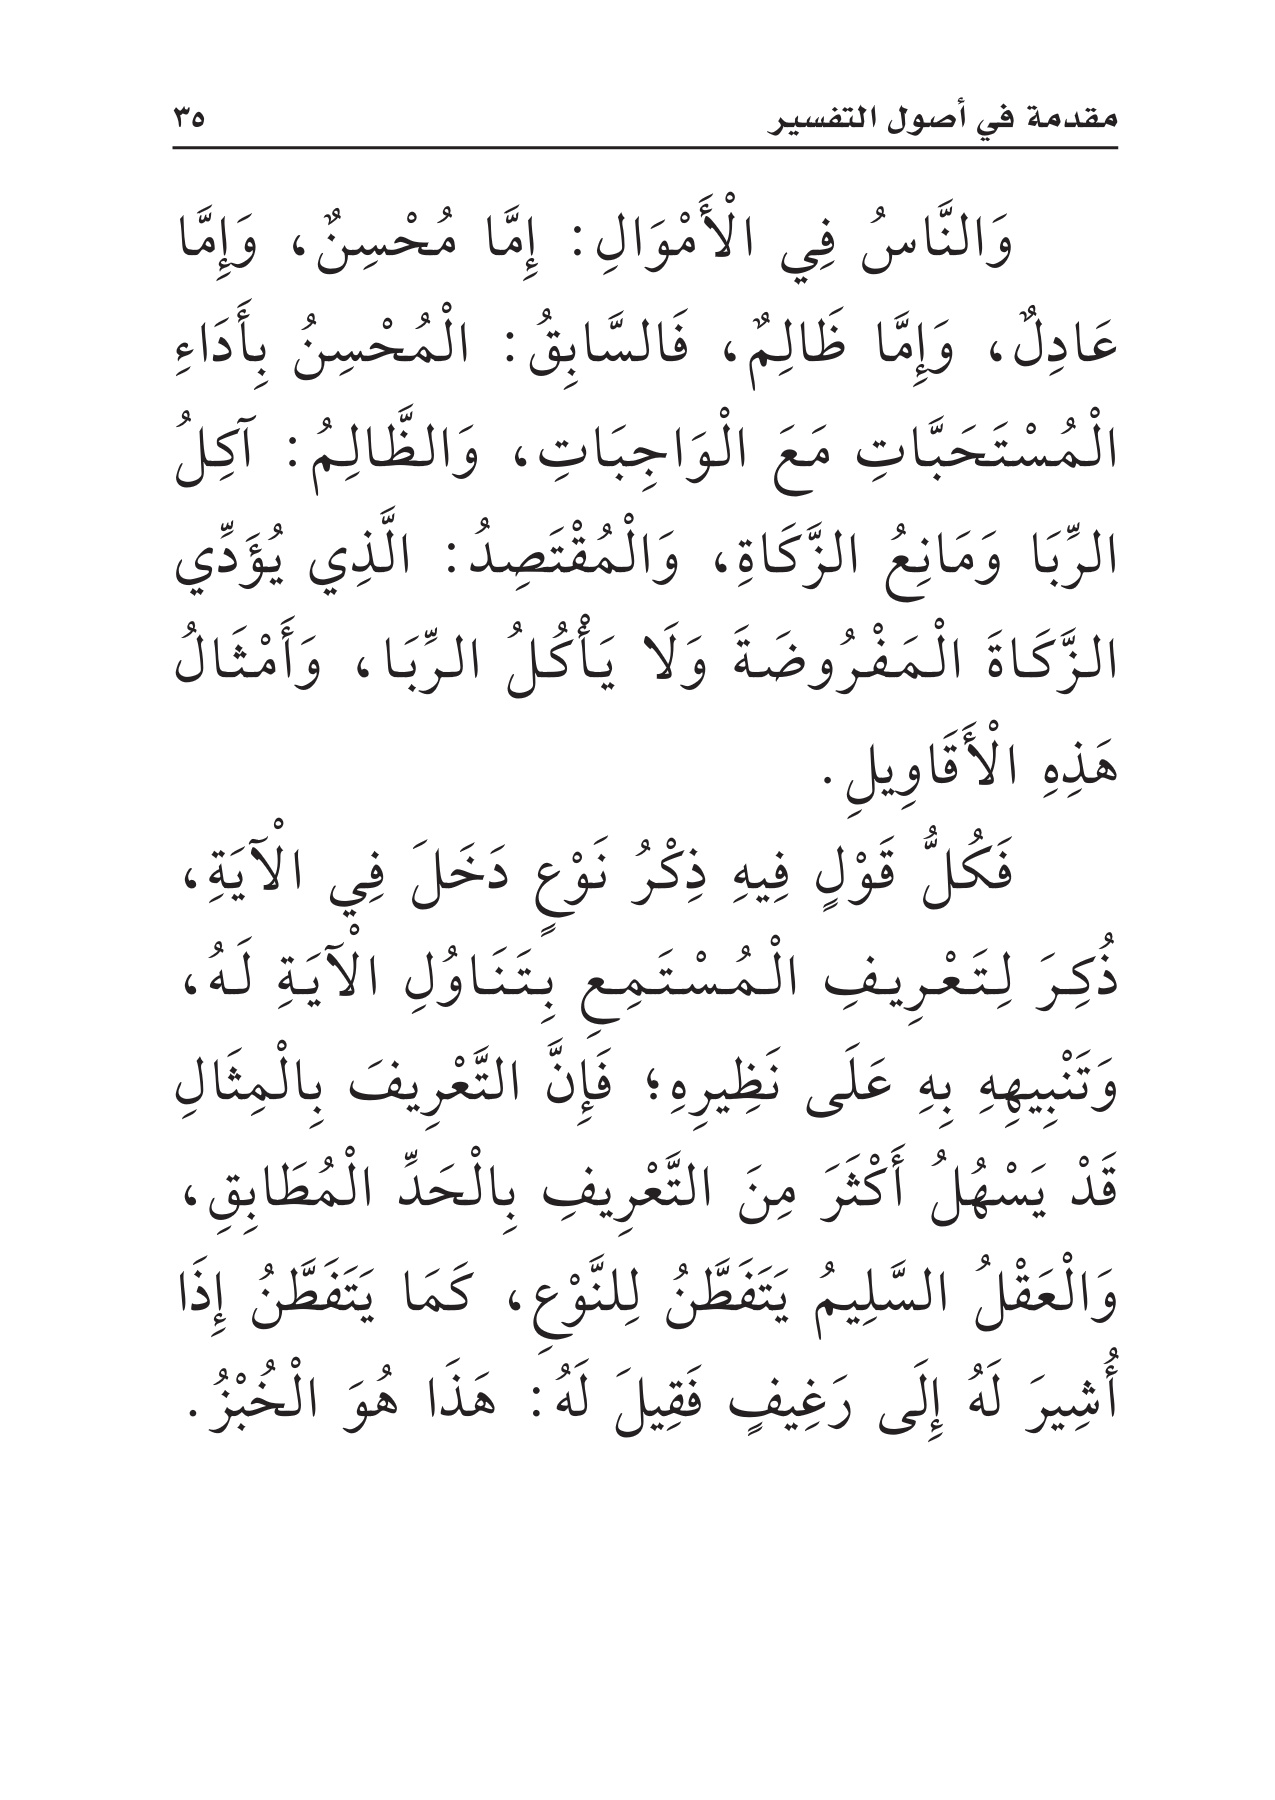 مقدمة في أصول التفسير ٣٥
وَالنَّاسُ فِي الْأَمْوَالِ: إِمَّا مُحْسِنٌ، وَإِمَّا
عَادِلٌ، وَإِمَّا ظَالِمٌ، فَالسَّابِقُ: الْمُحْسِنُ بِأَدَاءِ
الْمُسْتَحَبَّاتِ مَعَ الْوَاجِبَاتِ، وَالظَّالِمُ: آكِلُ
الرِّبَا وَمَانِعُ الزَّكَاةِ، وَالْمُقْتَصِدُ: الَّذِي يُؤَدِّي
الزَّكَاةَ الْمَفْرُوضَةَ وَلَا يَأْكُلُ الرِّبَا، وَأَمْثَالُ
هَذِهِ الْأَقَاوِيلِ.
فَكُلُّ قَوْلٍ فِيهِ ذِكْرُ نَوْعٍ دَخَلَ فِي الْآيَةِ،
ذُكِرَ لِتَعْرِيفِ الْمُسْتَمِعِ بِتَنَاوُلِ الْآيَةِ لَهُ،
وَتَنْبِيهِهِ بِهِ عَلَى نَظِيرِهِ؛ فَإِنَّ التَّعْرِيفَ بِالْمِثَالِ
قَدْ يَسْهُلُ أَكْثَرَ مِنَ التَّعْرِيفِ بِالْحَدِّ الْمُطَابِقِ،
وَالْعَقْلُ السَّلِيمُ يَتَفَطَّنُ لِلنَّوْعِ، كَمَا يَتَفَطَّنُ إِذَا
أُشِيرَ لَهُ إِلَى رَغِيفٍ فَقِيلَ لَهُ: هَذَا هُوَ الْخُبْزُ.